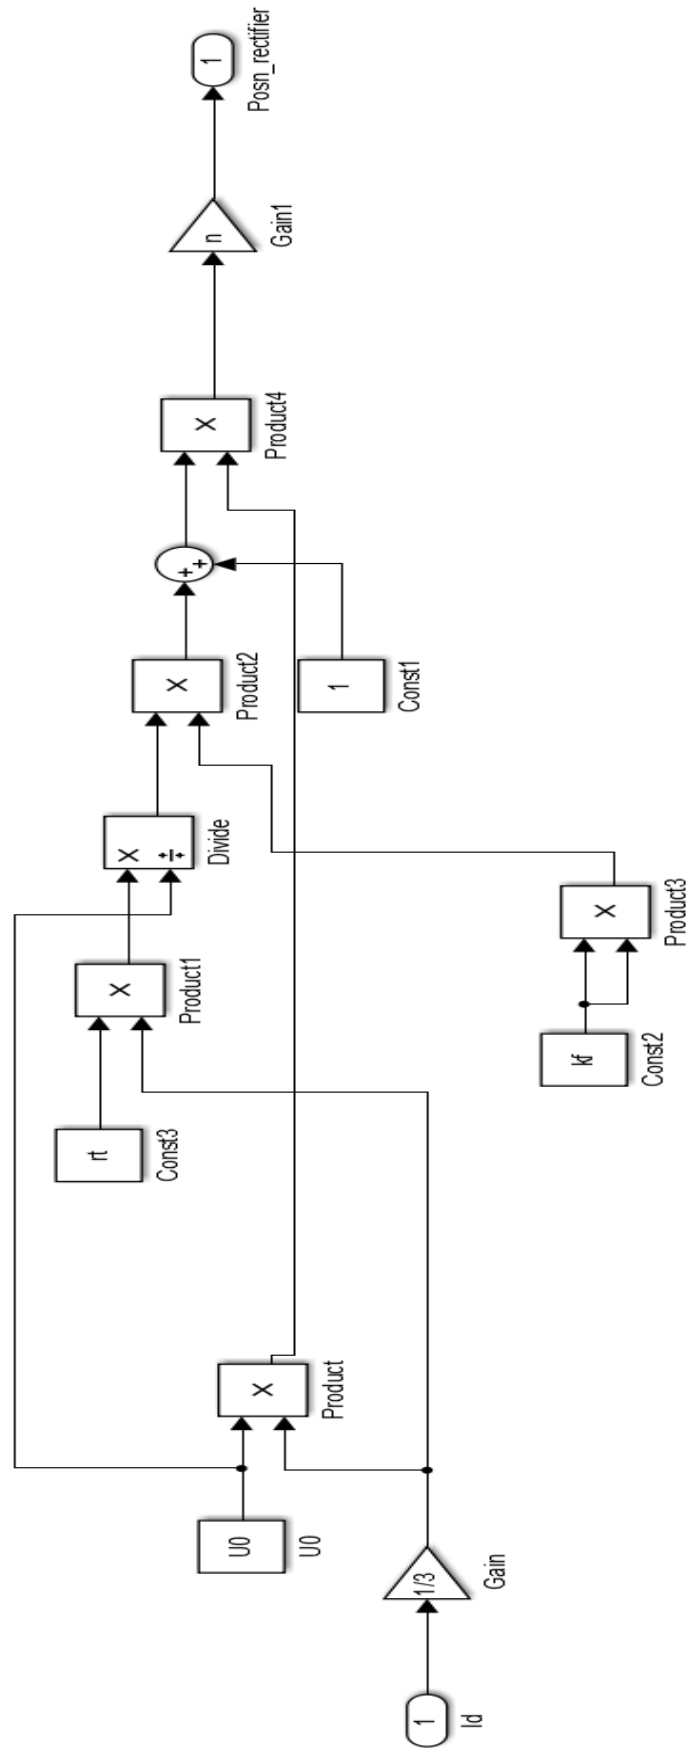 1
Id
1/3
Gain
U0
U0
X
Product
rt
Const3
X
Product1
kf
Const2
X
Product3
X
÷
Divide
X
Product2
1
Const1
+
+
X
Product4
n
Gain1
1
Posn_rectifier